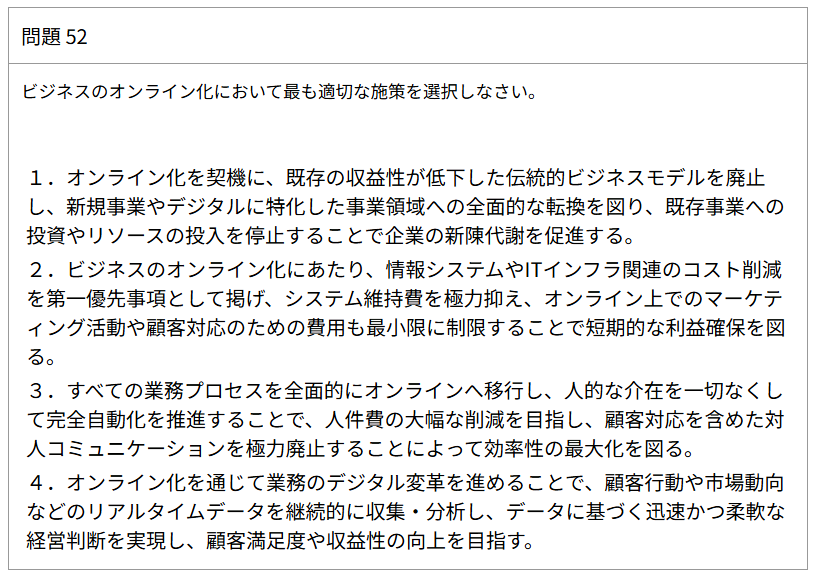 問題 52
ビジネスのオンライン化において最も適切な施策を選択しなさい。
１．オンライン化を契機に、既存の収益性が低下した伝統的ビジネスモデルを廃止
し、新規事業やデジタルに特化した事業領域への全面的な転換を図り、既存事業への
投資やリソースの投入を停止することで企業の新陳代謝を促進する。
２．ビジネスのオンライン化にあたり、情報システムやITインフラ関連のコスト削減
を第一優先事項として掲げ、システム維持費を極力抑え、オンライン上でのマーケテ
ィング活動や顧客対応のための費用も最小限に制限することで短期的な利益確保を図
る。
３．すべての業務プロセスを全面的にオンラインへ移行し、人的な介在を一切なくし
て完全自動化を推進することで、人件費の大幅な削減を目指し、顧客対応を含めた対
人コミュニケーションを極力廃止することによって効率性の最大化を図る。
４．オンライン化を通じて業務のデジタル変革を進めることで、顧客行動や市場動向
などのリアルタイムデータを継続的に収集・分析し、データに基づく迅速かつ柔軟な
経営判断を実現し、顧客満足度や収益性の向上を目指す。